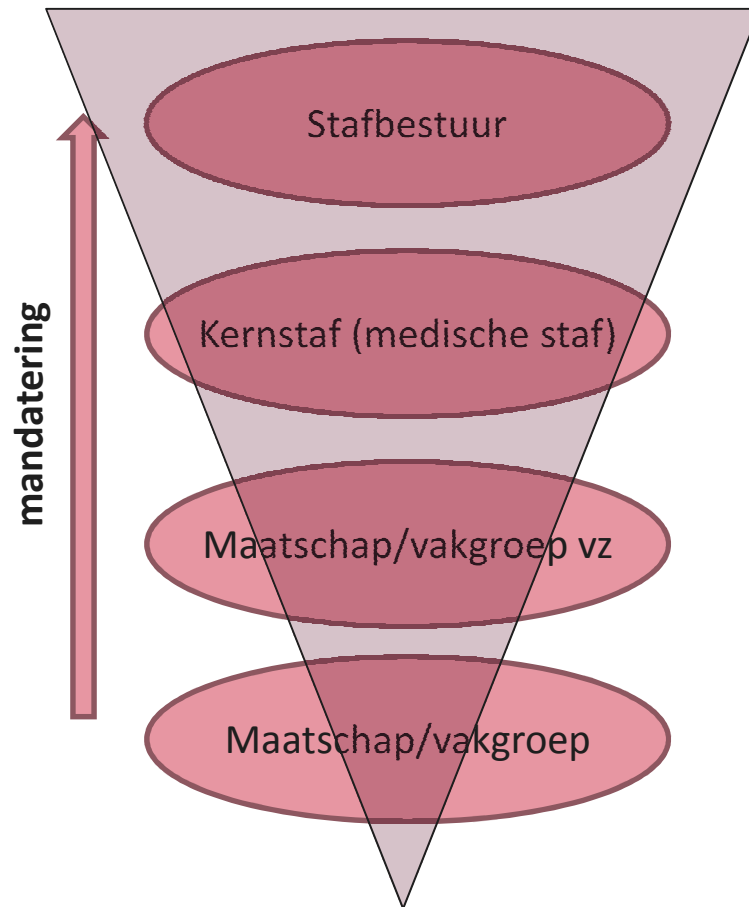 Stafbestuur
Kernstaf (medische staf)
mandatering
Maatschap/vakgroep vz
Maatschap/vakgroep